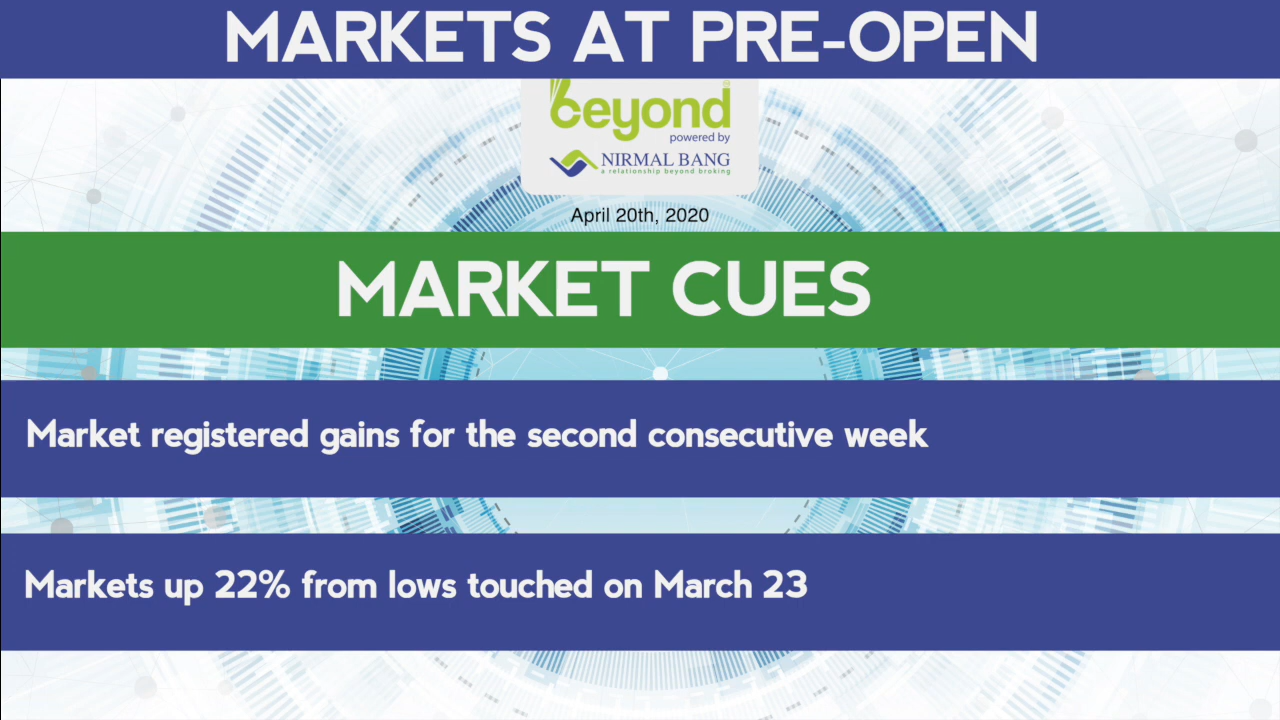 MARKETS AT PRE-OPEN
beyond
powered by
NIRMAL BANG
a relationship beyond broking
April 20th, 2020
MARKET CUES
Market registered gains for the second consecutive week
Markets up 22% from lows touched on March 23